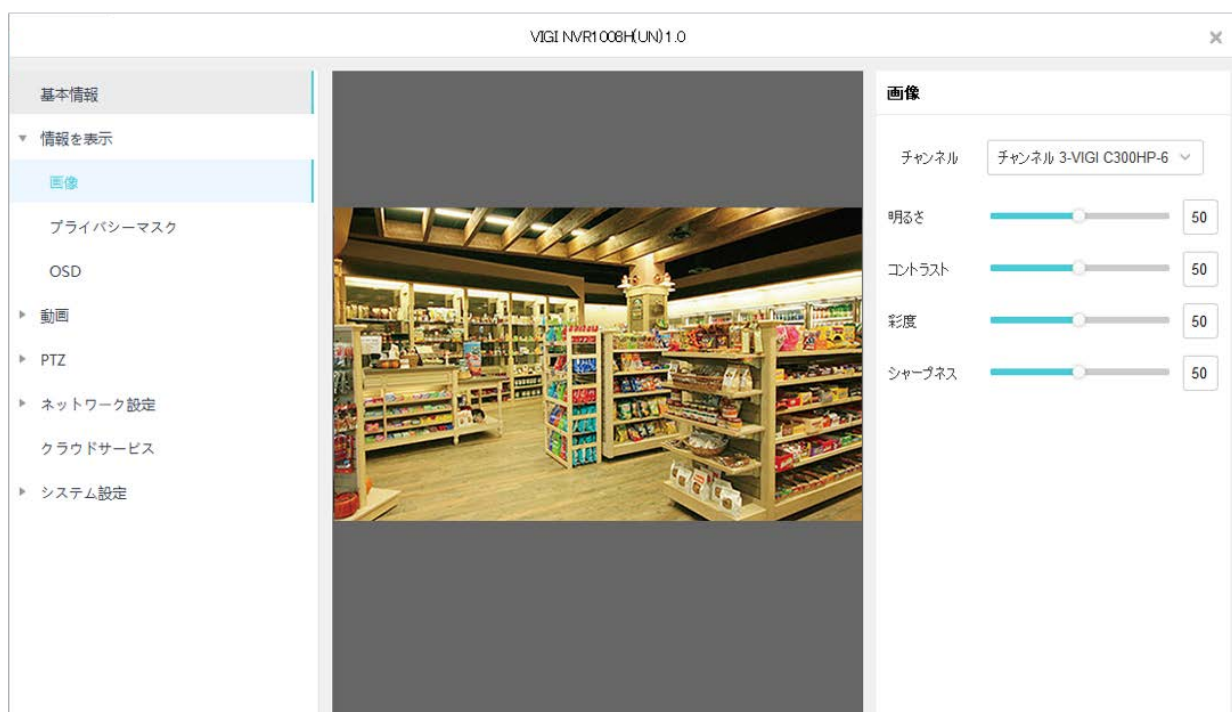 VIGI NVR1008H(UN) 1.0
基本情報
情報を表示
画像
プライバシーマスク
OSD
動画
PTZ
ネットワーク設定
クラウドサービス
システム設定
画像
チャンネル チャンネル 3-VIGI C300HP-6
明るさ 50
コントラスト 50
彩度 50
シャープネス 50